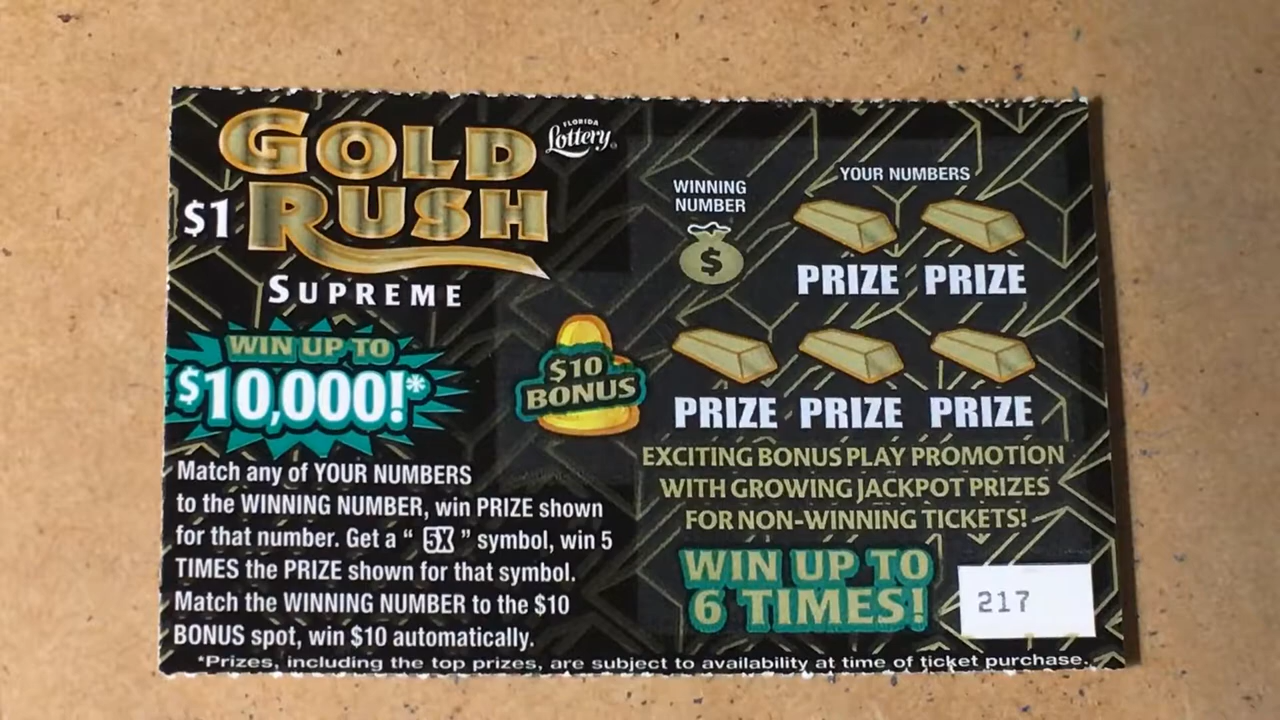 GOLD
RUSH
$1
SUPREME
FLORIDA
Lottery®
WIN UP TO
$10,000!*
Match any of YOUR NUMBERS
to the WINNING NUMBER, win PRIZE shown
for that number. Get a “ 5X ” symbol, win 5
TIMES the PRIZE shown for that symbol.
Match the WINNING NUMBER to the $10
BONUS spot, win $10 automatically.
$10
BONUS
WINNING
NUMBER
$
YOUR NUMBERS
PRIZE PRIZE
PRIZE PRIZE PRIZE
EXCITING BONUS PLAY PROMOTION
WITH GROWING JACKPOT PRIZES
FOR NON-WINNING TICKETS!
WIN UP TO
6 TIMES!
217
*Prizes, including the top prizes, are subject to availability at time of ticket purchase.